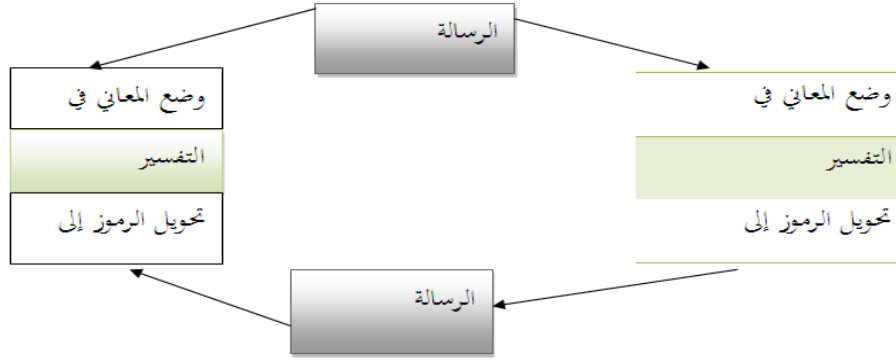 الرسالة
وضع المعاني في
التفسير
تحويل الرموز إلى
وضع المعاني في
التفسير
تحويل الرموز إلى
الرسالة